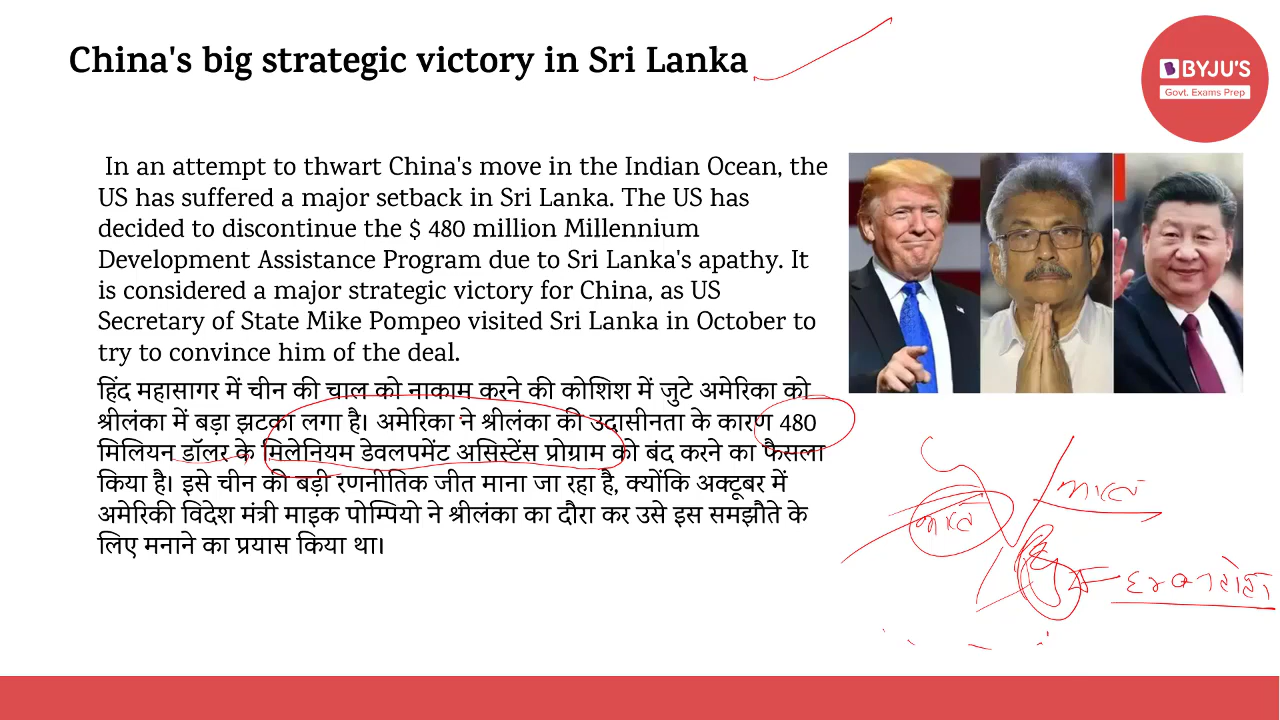 China's big strategic victory in Sri Lanka
BYJU'S
Govt. Exams Prep
In an attempt to thwart China's move in the Indian Ocean, the
US has suffered a major setback in Sri Lanka. The US has
decided to discontinue the $ 480 million Millennium
Development Assistance Program due to Sri Lanka's apathy. It
is considered a major strategic victory for China, as US
Secretary of State Mike Pompeo visited Sri Lanka in October to
try to convince him of the deal.
हिंद महासागर में चीन की चाल को नाकाम करने की कोशिश में जुटे अमेरिका को
श्रीलंका में बड़ा झटका लगा है। अमेरिका ने श्रीलंका की उदासीनता के कारण 480
मिलियन डॉलर के मिलेनियम डेवलपमेंट असिस्टेंस प्रोग्राम को बंद करने का फैसला
किया है। इसे चीन की बड़ी रणनीतिक जीत माना जा रहा है, क्योंकि अक्टूबर में
अमेरिकी विदेश मंत्री माइक पोम्पियो ने श्रीलंका का दौरा कर उसे इस समझौते के
लिए मनाने का प्रयास किया था।
भारत
भारत